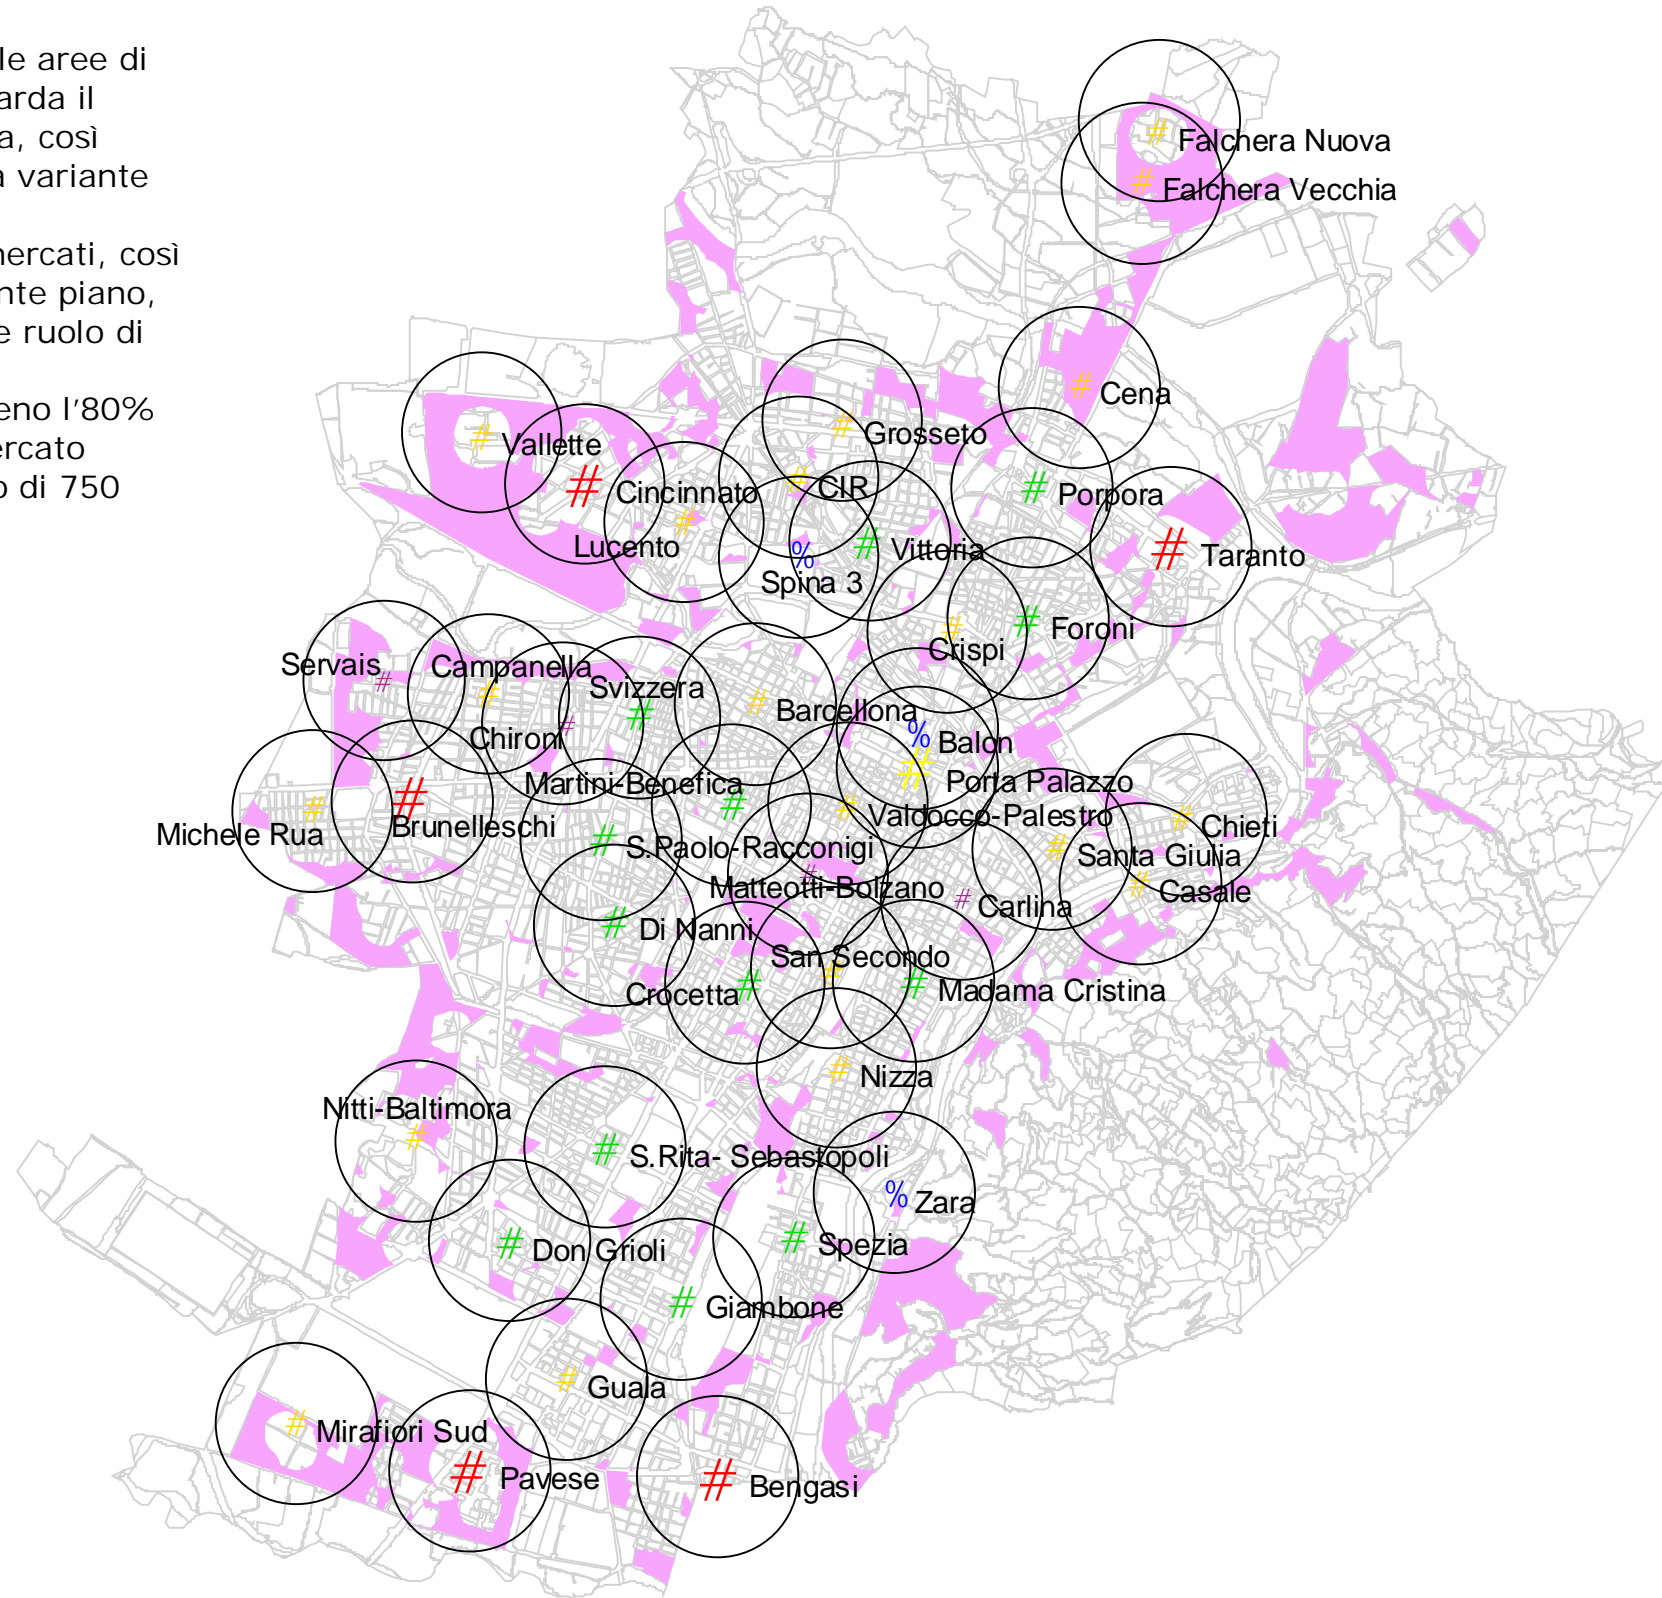 le aree di
arda il
a, così
a variante
nercati, così
nte piano,
e ruolo di
eno l'80%
ercato
o di 750
# Falchera Nuova
# Falchera Vecchia
# Cena
# Grosseto
# Vallette
# Cincinnato
# CIR
# Porpora
# Lucento
# Vittoria
# Taranto
% Spina 3
# Foroni
# Crispi
Servais #
# Campanella
# Svizzera
# Barcellona
Chironi #
% Balon
# Porta Palazzo
# Martini-Benefica
# Valdocco-Palestro
# Chieti
# Michele Rua
# Brunelleschi
# S.Paolo-Racconigi
# Santa Giulia
# Matteotti-Bolzano
# Casale
# Carlina
# Di Nanni
# San Secondo
# Crocetta
# Madama Cristina
# Nizza
# Nitti-Baltimora
# S.Rita- Sebastopoli
% Zara
# Don Grioli
# Spezia
# Giambone
# Guala
# Mirafiori Sud
# Pavese
# Bengasi